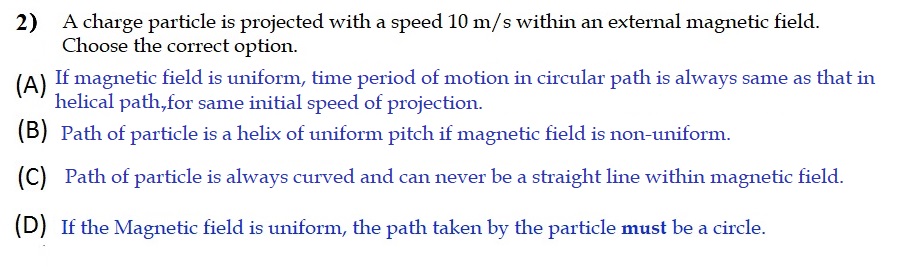 2) A charge particle is projected with a speed 10 m/s within an external magnetic field.
Choose the correct option.
(A) If magnetic field is uniform, time period of motion in circular path is always same as that in
helical path,for same initial speed of projection.
(B) Path of particle is a helix of uniform pitch if magnetic field is non-uniform.
(C) Path of particle is always curved and can never be a straight line within magnetic field.
(D) If the Magnetic field is uniform, the path taken by the particle must be a circle.